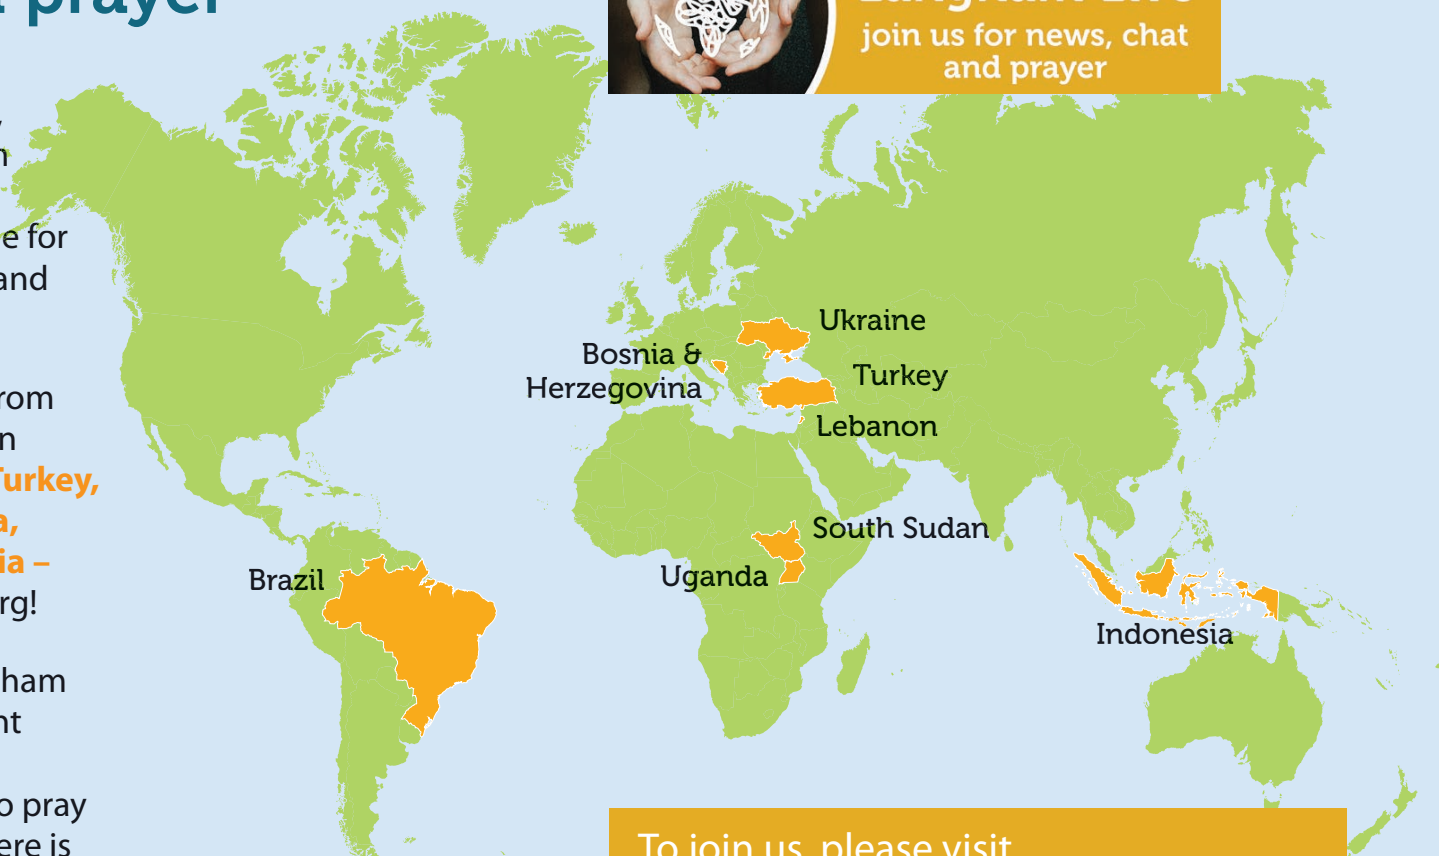 prayer
join us for news, chat
and prayer
e for
and
rom
n
Turkey,
a,
ia –
rg!
ham
nt
o pray
ere is
Ukraine
Bosnia &
Herzegovina
Turkey
Lebanon
South Sudan
Uganda
Brazil
Indonesia
To join us, please visit